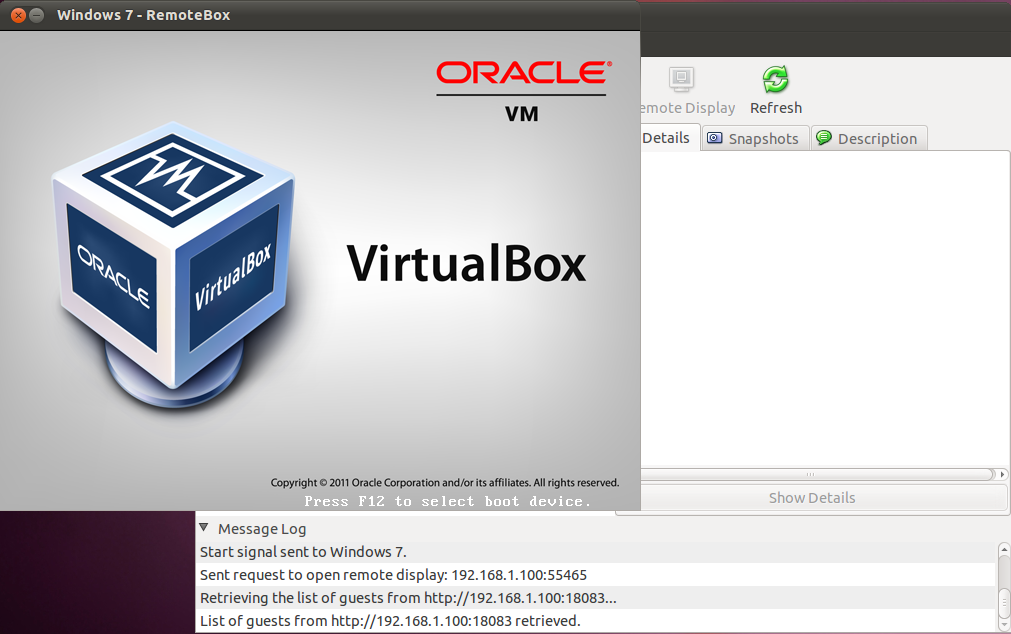 Windows 7 - RemoteBox
ORACLE®
VM
ORACLE
VirtualBox
VirtualBox
Copyright © 2011 Oracle Corporation and/or its affiliates. All rights reserved.
Press F12 to select boot device.
emote Display
Refresh
Details
Snapshots
Description
Show Details
Message Log
Start signal sent to Windows 7.
Sent request to open remote display: 192.168.1.100:55465
Retrieving the list of guests from http://192.168.1.100:18083...
List of guests from http://192.168.1.100:18083 retrieved.